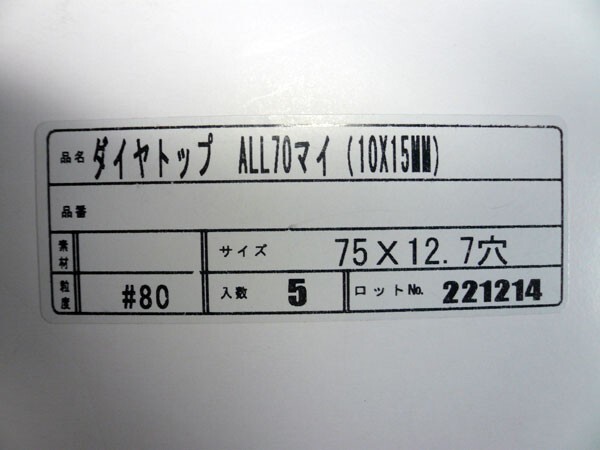 品名 ダイヤトップ ALL70マイ(10X15MM)
品番
素材 サイズ 75×12.7穴
粒度 #80 入数 5 ロットNo. 221214